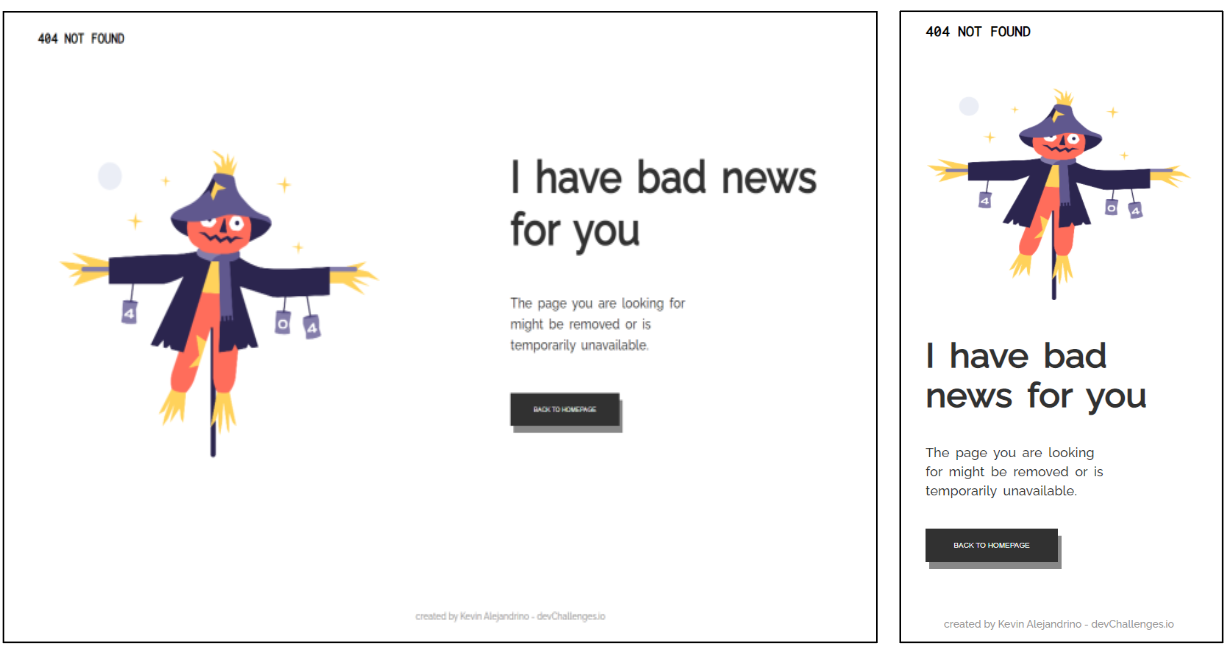 404 NOT FOUND
4
0
4
I have bad news
for you
The page you are looking for
might be removed or is
temporarily unavailable.
BACK TO HOMEPAGE
created by Kevin Alejandrino - devChallenges.io
404 NOT FOUND
4
0
4
I have bad
news for you
The page you are looking
for might be removed or is
temporarily unavailable.
BACK TO HOMEPAGE
created by Kevin Alejandrino - devChallenges.io